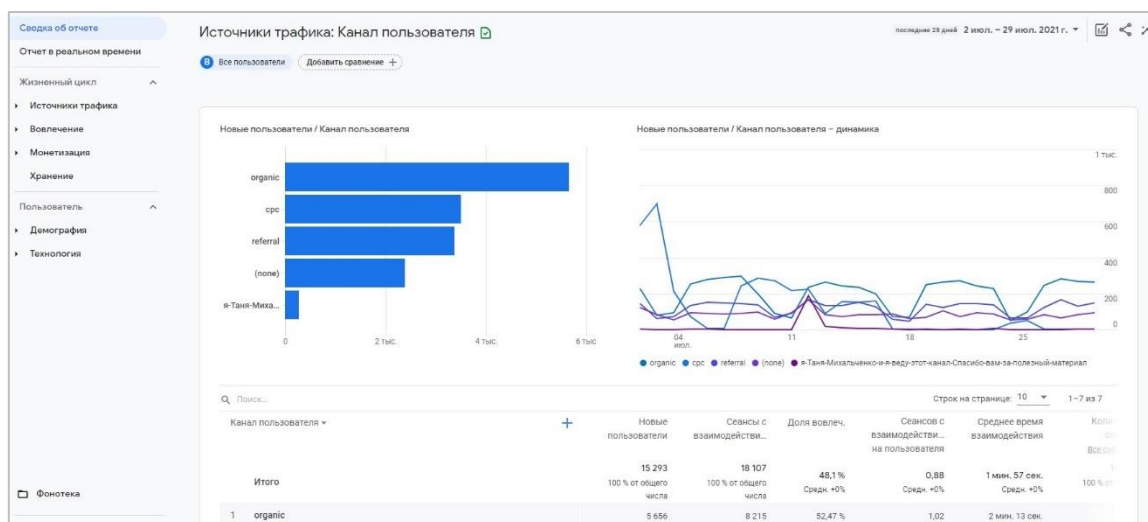 Сводка об отчете
Отчет в реальном времени
Жизненный цикл
Источники трафика
Вовлечение
Монетизация
Хранение
Пользователь
Демография
Технология
Фонотека
Источники трафика: Канал пользователя
последние 28 дней 2 июл. – 29 июл. 2021 г.
В Все пользователи Добавить сравнение +
Новые пользователи / Канал пользователя
organic
cpc
referral
(none)
я-Таня-Миха...
0 2 тыс. 4 тыс. 6 тыс
Новые пользователи / Канал пользователя – динамика
1 тыс.
800
600
400
200
0
04 11 18 25
июл.
organic cpc referral (none) я-Таня-Михальченко-и-я-веду-этот-канал-Спасибо-вам-за-полезный-материал
Поиск...
Строк на странице: 10 1–7 из 7
Канал пользователя + Новые пользователи Сеансы с взаимодействи... Доля вовлеч. Сеансов с взаимодействи... на пользователя Среднее время взаимодействия
Итого 15 293 18 107 48,1 % 0,88 1 мин. 57 сек.
100 % от общего числа 100 % от общего числа Средн. +0% Средн. +0% Средн. +0% 100 %
1 organic 5 656 8 215 52,47 % 1,02 2 мин. 13 сек.